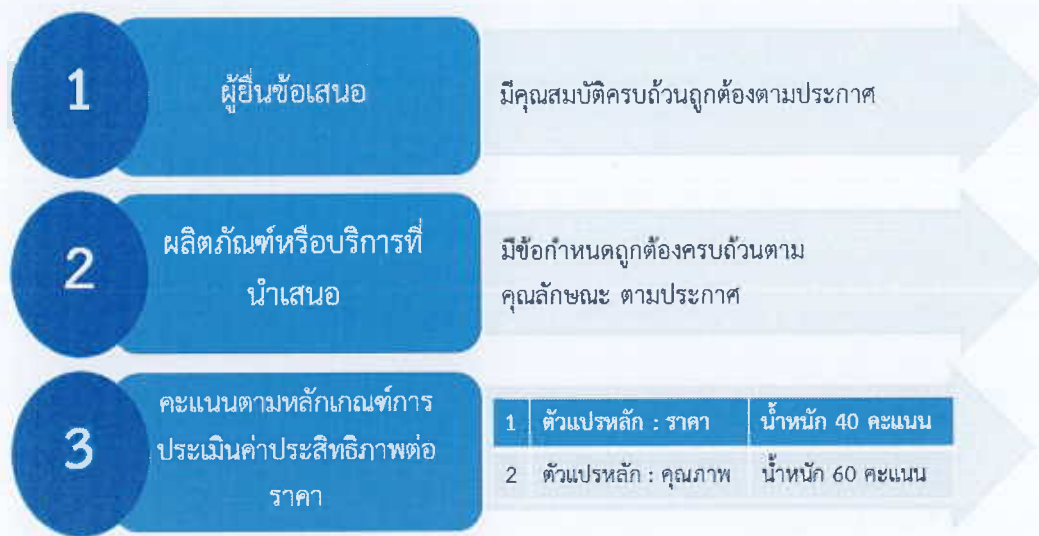 1
ผู้ยื่นข้อเสนอ
มีคุณสมบัติครบถ้วนถูกต้องตามประกาศ
2
ผลิตภัณฑ์หรือบริการที่
นำเสนอ
มีข้อกำหนดถูกต้องครบถ้วนตาม
คุณลักษณะ ตามประกาศ
3
คะแนนตามหลักเกณฑ์การ
ประเมินค่าประสิทธิภาพต่อ
ราคา
1 ตัวแปรหลัก : ราคา น้ำหนัก 40 คะแนน
2 ตัวแปรหลัก : คุณภาพ น้ำหนัก 60 คะแนน